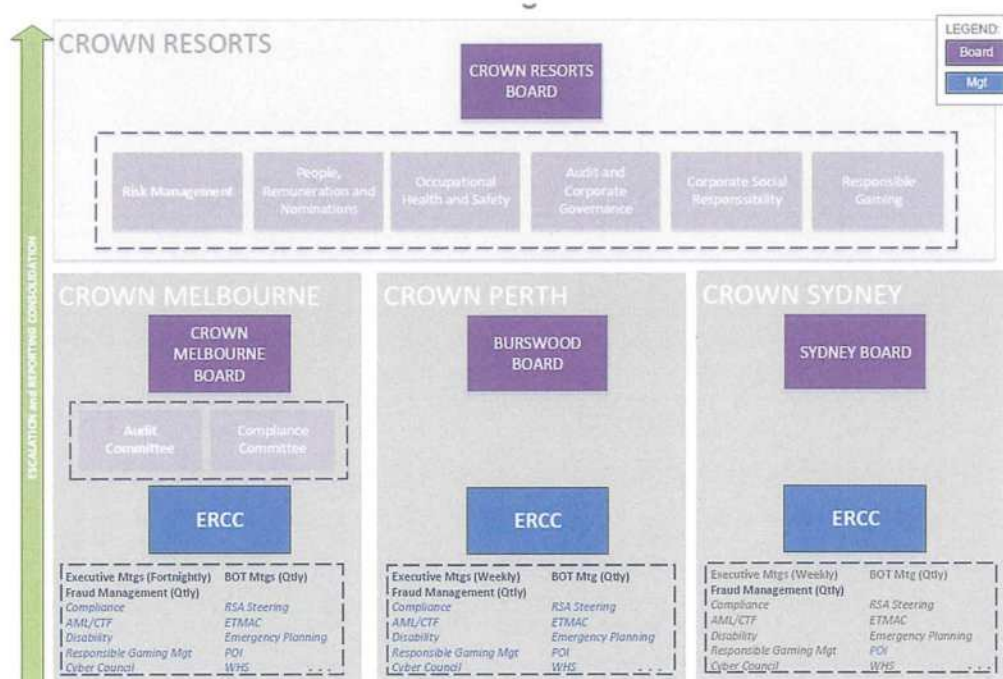 LEGEND:
Board
Mgt
CROWN RESORTS
CROWN RESORTS
BOARD
Risk Management
People,
Remuneration and
Nominations
Occupational
Health and Safety
Audit and
Corporate
Governance
Corporate Social
Responsibility
Responsible
Gaming
ESCALATION and REPORTING CONSOLIDATION
CROWN MELBOURNE
CROWN
MELBOURNE
BOARD
Audit
Committee
Compliance
Committee
ERCC
Executive Mtgs (Fortnightly) BOT Mtgs (Qtly)
Fraud Management (Qtly)
Compliance RSA Steering
AML/CTF ETMAC
Disability Emergency Planning
Responsible Gaming Mgt POI
Cyber Council WHS ...
CROWN PERTH
BURSWOOD
BOARD
ERCC
Executive Mtgs (Weekly) BOT Mtg (Qtly)
Fraud Management (Qtly)
Compliance RSA Steering
AML/CTF ETMAC
Disability Emergency Planning
Responsible Gaming Mgt POI
Cyber Council WHS ...
CROWN SYDNEY
SYDNEY BOARD
ERCC
Executive Mtgs (Weekly) BOT Mtg (Qtly)
Fraud Management (Qtly)
Compliance RSA Steering
AML/CTF ETMAC
Disability Emergency Planning
Responsible Gaming Mgt POI
Cyber Council WHS ...